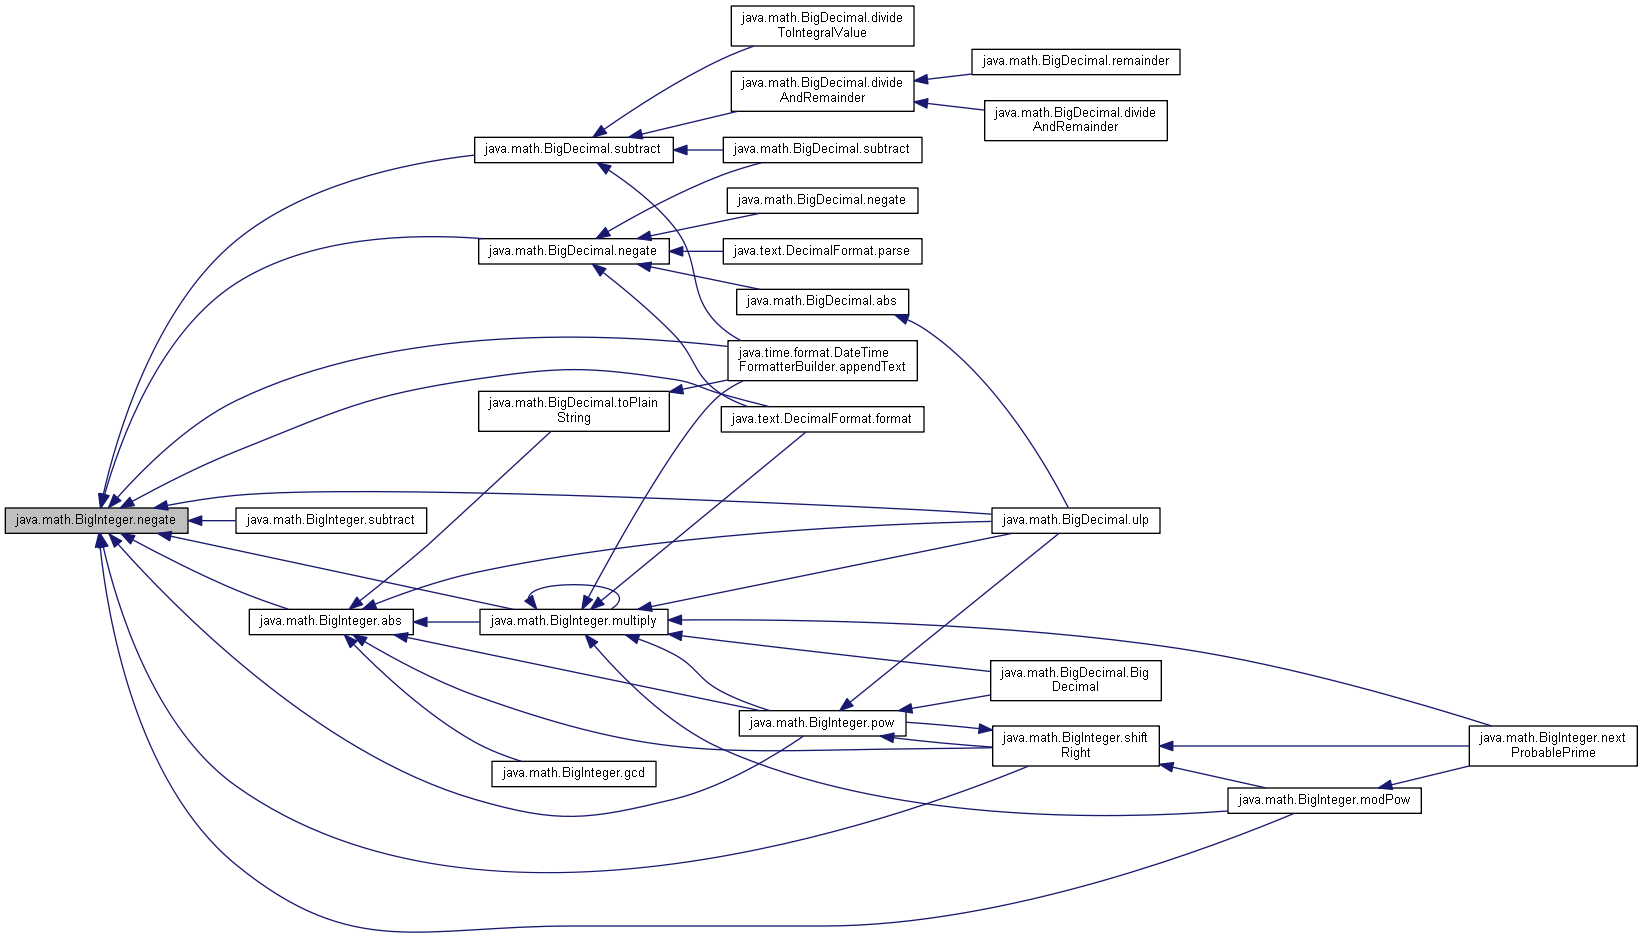 java.math.BigDecimal.divide
ToIntegralValue
java.math.BigDecimal.remainder
java.math.BigDecimal.divide
AndRemainder
java.math.BigDecimal.divide
AndRemainder
java.math.BigDecimal.subtract
java.math.BigDecimal.subtract
java.math.BigDecimal.negate
java.math.BigDecimal.negate
java.text.DecimalFormat.parse
java.math.BigDecimal.abs
java.time.format.DateTime
FormatterBuilder.appendText
java.math.BigDecimal.toPlain
String
java.text.DecimalFormat.format
java.math.BigInteger.negate
java.math.BigInteger.subtract
java.math.BigDecimal.ulp
java.math.BigInteger.abs
java.math.BigInteger.multiply
java.math.BigDecimal.Big
Decimal
java.math.BigInteger.pow
java.math.BigInteger.shift
Right
java.math.BigInteger.next
ProbablePrime
java.math.BigInteger.gcd
java.math.BigInteger.modPow